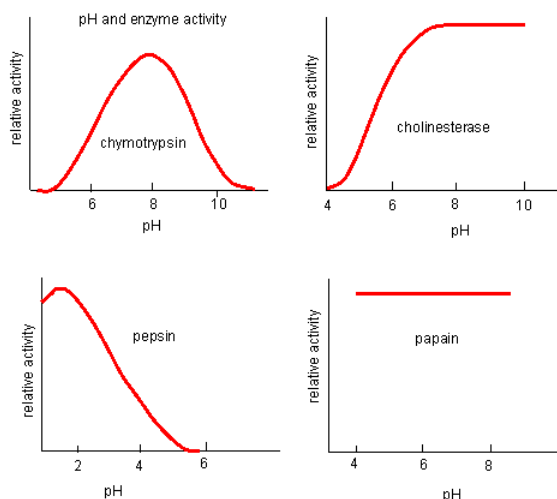 pH and enzyme activity
relative activity
chymotrypsin
6 8 10
pH
relative activity
cholinesterase
4 6 8 10
pH
relative activity
pepsin
2 4 6
pH
relative activity
papain
4 6 8
pH